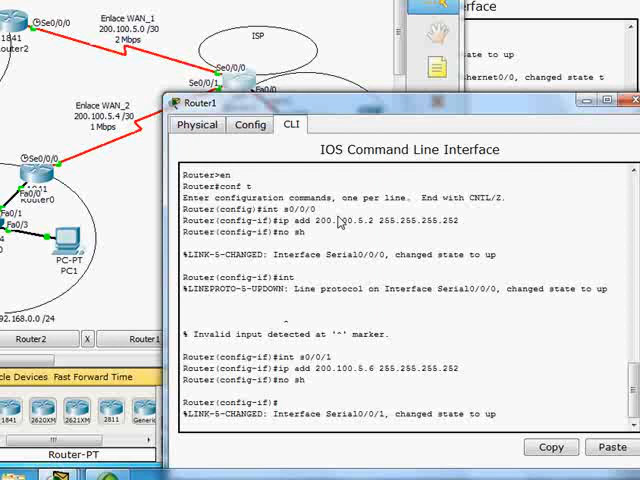 1841
Router2
Se0/0/0
Enlace WAN_1
200.100.5.0 /30
2 Mbps
ISP
Se0/0/0
Se0/0/1
Fa0/0
Enlace WAN_2
200.100.5.4 /30
1 Mbps
Se0/0/0
1841
Router0
Fa0/0
Fa0/1
Fa0/3
PC-PT
PC1
192.168.0.0 /24
rface
state to up
hernet0/0, changed state t
Router1
Physical
Config
CLI
IOS Command Line Interface
Router>en
Router#conf t
Enter configuration commands, one per line.  End with CNTL/Z.
Router(config)#int s0/0/0
Router(config-if)#ip add 200.100.5.2 255.255.255.252
Router(config-if)#no sh
%LINK-5-CHANGED: Interface Serial0/0/0, changed state to up
Router(config-if)#int
%LINEPROTO-5-UPDOWN: Line protocol on Interface Serial0/0/0, changed state to up
^
% Invalid input detected at '^' marker.
Router(config-if)#int s0/0/1
Router(config-if)#ip add 200.100.5.6 255.255.255.252
Router(config-if)#no sh
Router(config-if)#
%LINK-5-CHANGED: Interface Serial0/0/1, changed state to up
Copy
Paste
Router2
X
Router1
cle Devices  Fast Forward Time
1841
2620XM
2621XM
2811
Generic
Router-PT